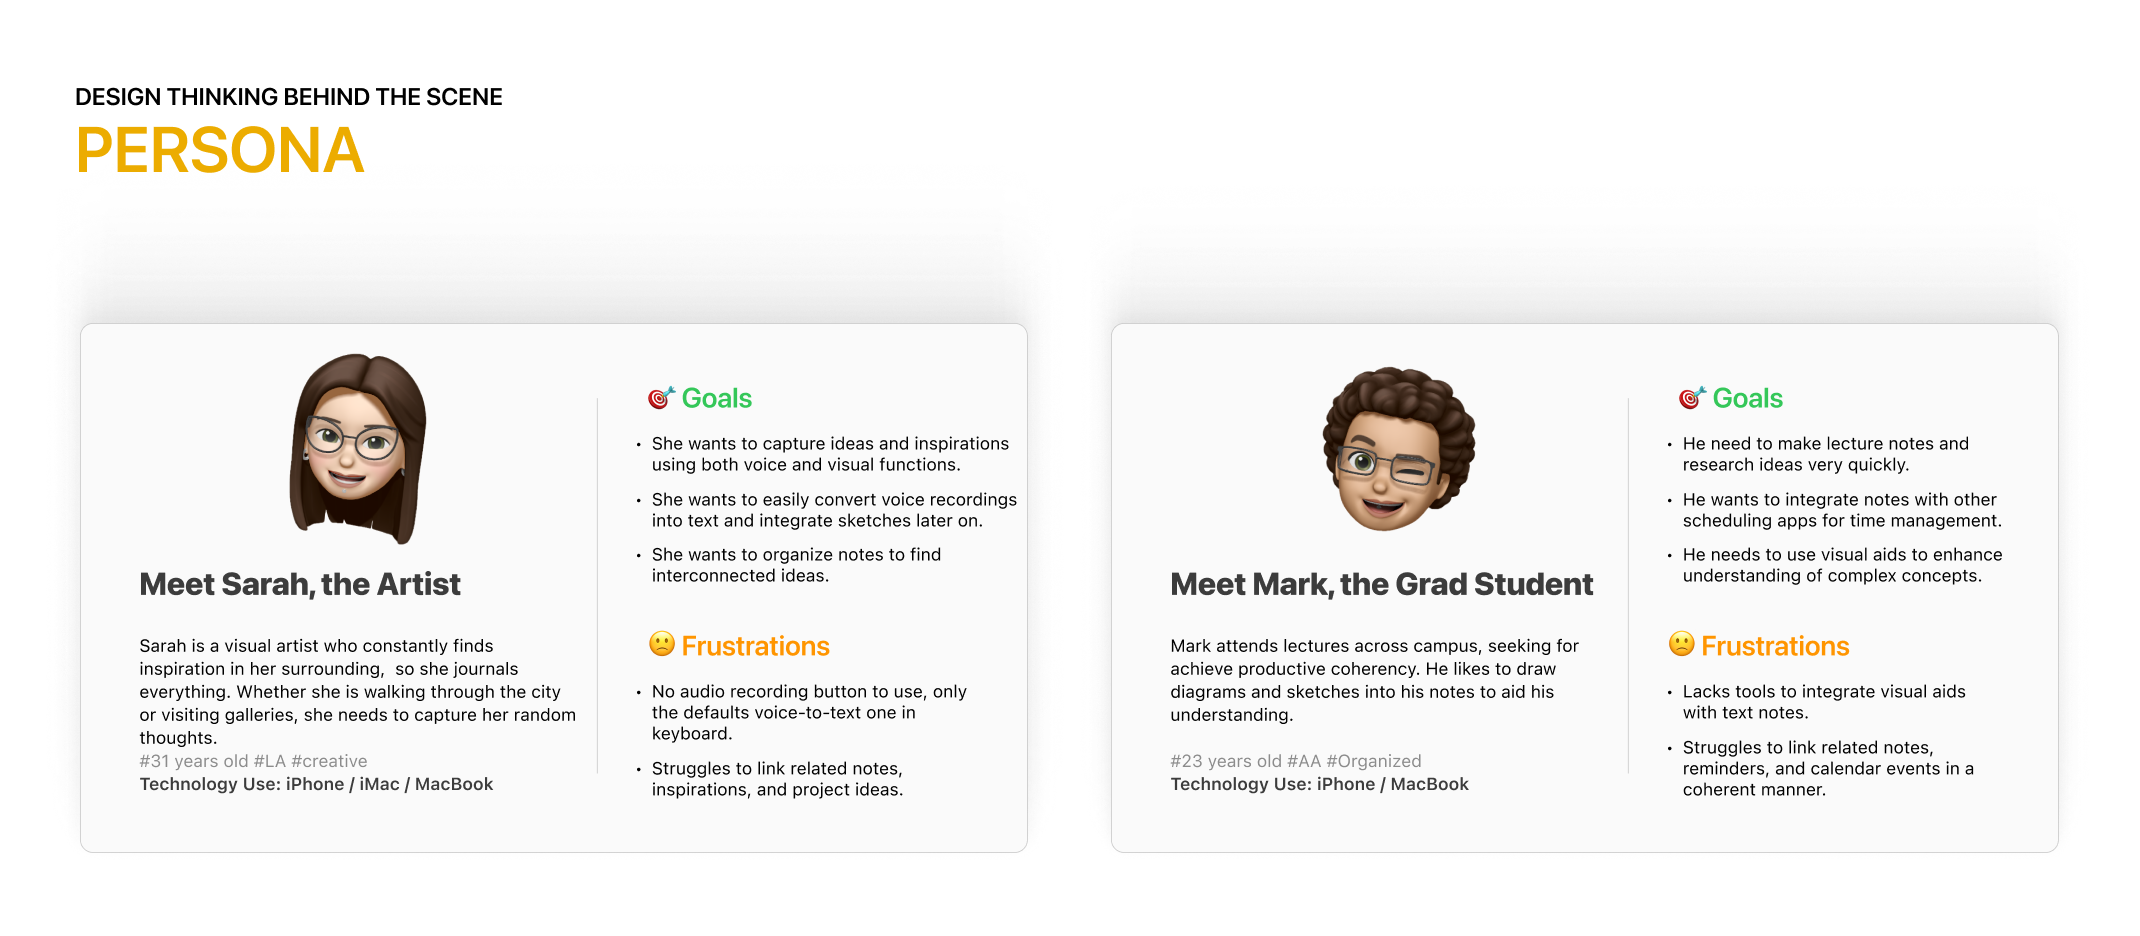 DESIGN THINKING BEHIND THE SCENE
PERSONA
Meet Sarah, the Artist
Sarah is a visual artist who constantly finds
inspiration in her surrounding,  so she journals
everything. Whether she is walking through the city
or visiting galleries, she needs to capture her random
thoughts.
#31 years old #LA #creative
Technology Use: iPhone / iMac / MacBook
🎯 Goals
• She wants to capture ideas and inspirations
using both voice and visual functions.
• She wants to easily convert voice recordings
into text and integrate sketches later on.
• She wants to organize notes to find
interconnected ideas.
🙁 Frustrations
• No audio recording button to use, only
the defaults voice-to-text one in
keyboard.
• Struggles to link related notes,
inspirations, and project ideas.
Meet Mark, the Grad Student
Mark attends lectures across campus, seeking for
achieve productive coherency. He likes to draw
diagrams and sketches into his notes to aid his
understanding.
#23 years old #AA #Organized
Technology Use: iPhone / MacBook
🎯 Goals
• He need to make lecture notes and
research ideas very quickly.
• He wants to integrate notes with other
scheduling apps for time management.
• He needs to use visual aids to enhance
understanding of complex concepts.
🙁 Frustrations
• Lacks tools to integrate visual aids
with text notes.
• Struggles to link related notes,
reminders, and calendar events in a
coherent manner.